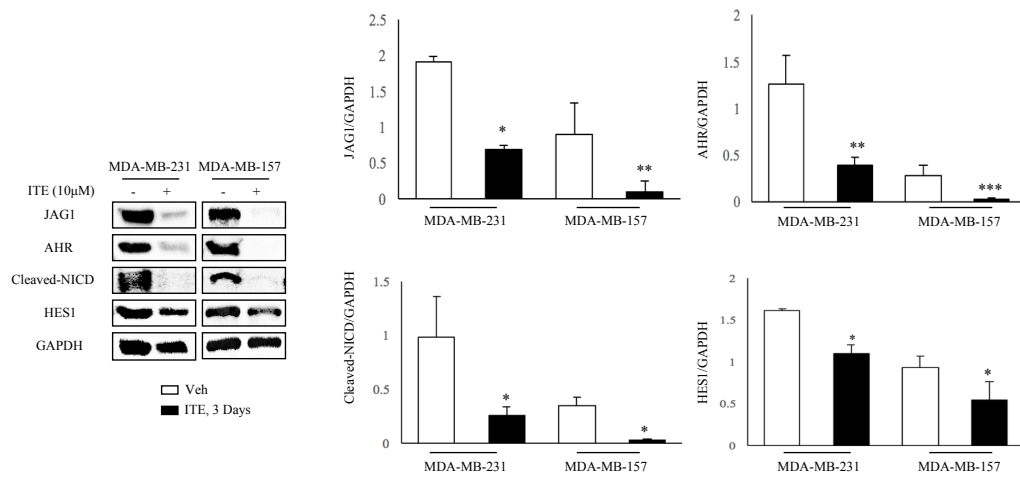 MDA-MB-231 MDA-MB-157
ITE (10μM) - + - +
JAG1
AHR
Cleaved-NICD
HES1
GAPDH
Veh
ITE, 3 Days
JAG1/GAPDH
2.5
2
1.5
1
0.5
0
*
**
MDA-MB-231 MDA-MB-157
AHR/GAPDH
2
1.5
1
0.5
0
**
***
MDA-MB-231 MDA-MB-157
Cleaved-NICD/GAPDH
1.5
1
0.5
0
*
*
MDA-MB-231 MDA-MB-157
HES1/GAPDH
2
1.5
1
0.5
0
*
*
MDA-MB-231 MDA-MB-157